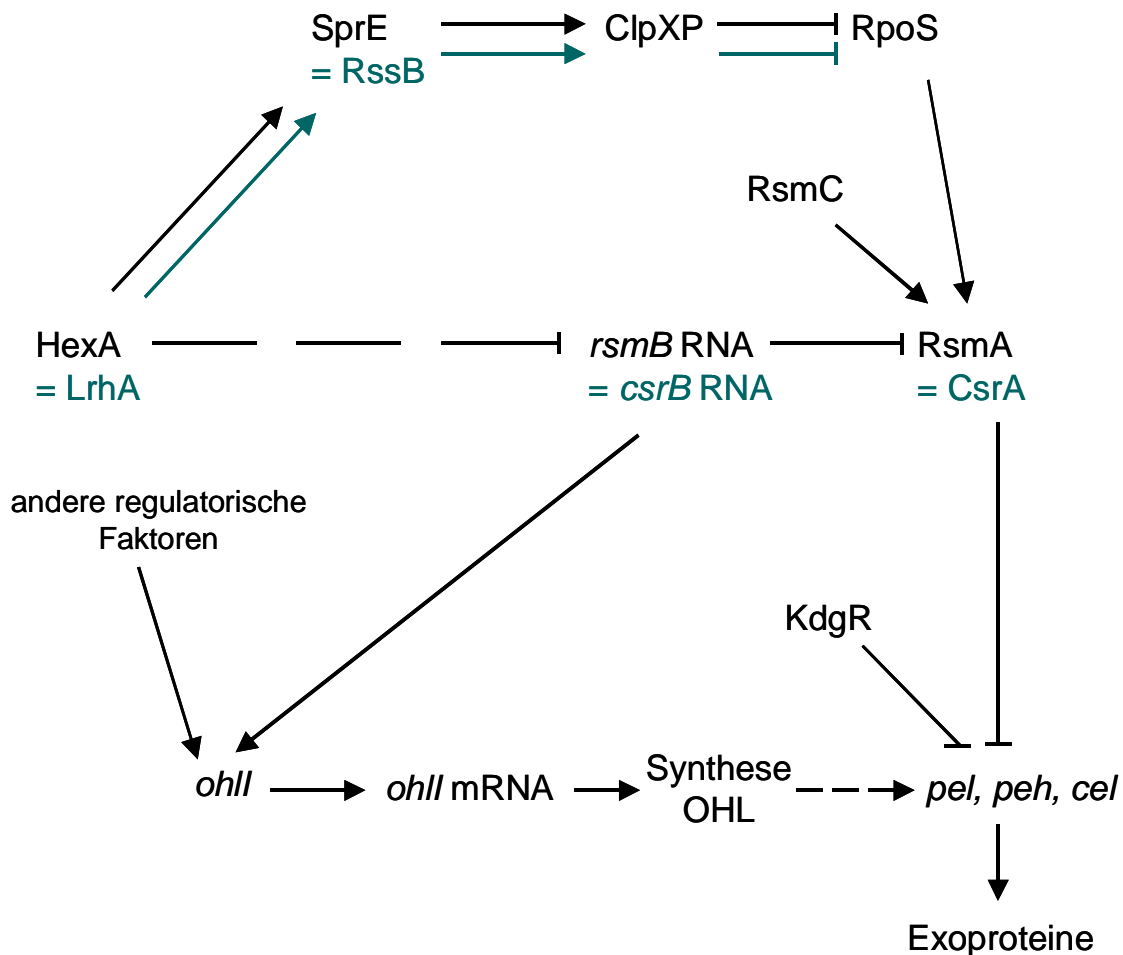 SprE ClpXP RpoS
= RssB
RsmC
HexA rsmB RNA RsmA
= LrhA = csrB RNA = CsrA
andere regulatorische
Faktoren
KdgR
ohlI ohlI mRNA Synthese OHL pel, peh, cel
Exoproteine